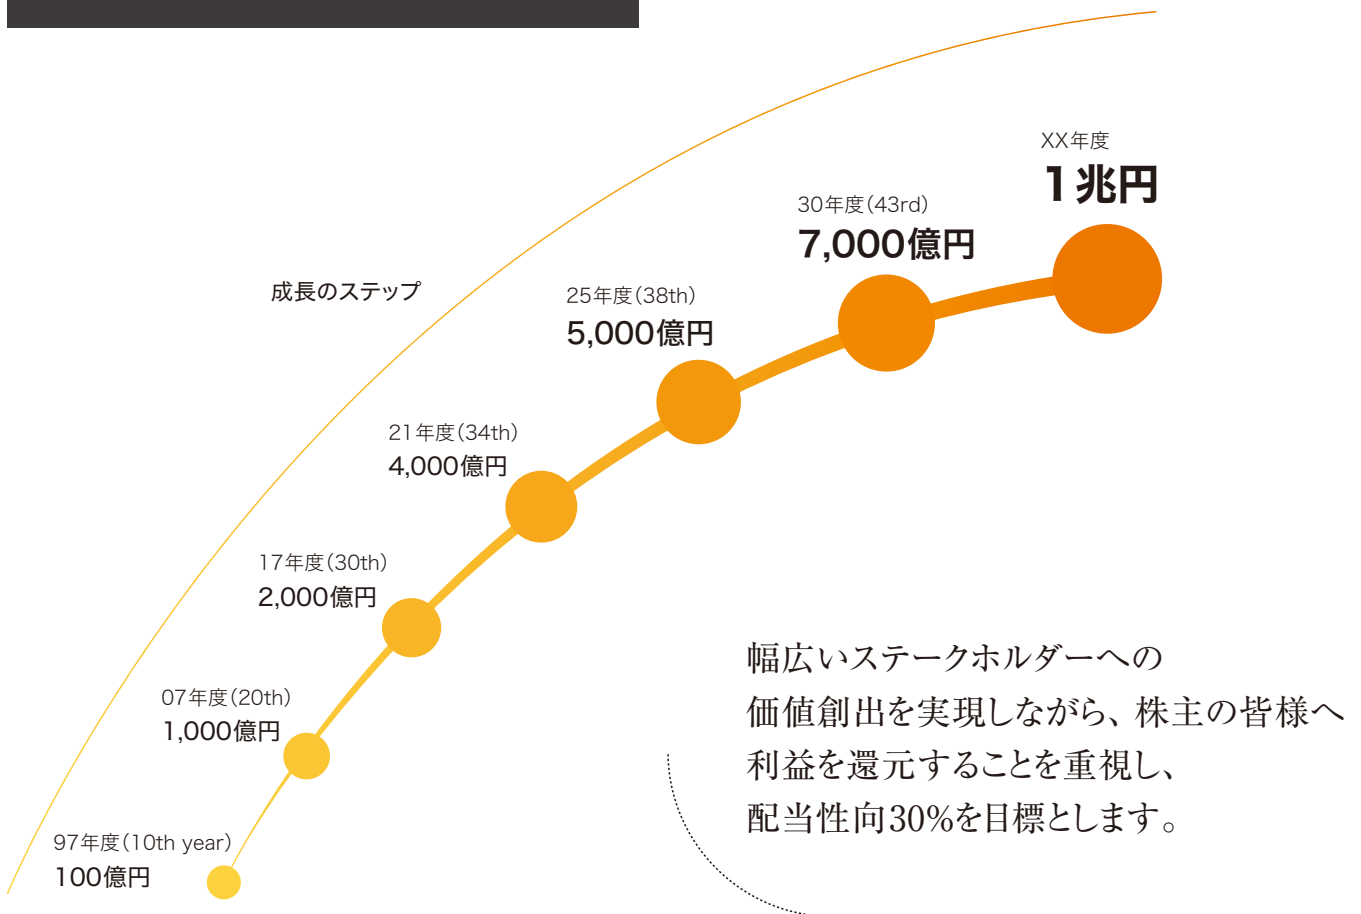 XX年度
1兆円
30年度(43rd)
7,000億円
成長のステップ
25年度(38th)
5,000億円
21年度(34th)
4,000億円
17年度(30th)
2,000億円
07年度(20th)
1,000億円
97年度(10th year)
100億円
幅広いステークホルダーへの
価値創出を実現しながら、株主の皆様へ
利益を還元することを重視し、
配当性向30%を目標とします。